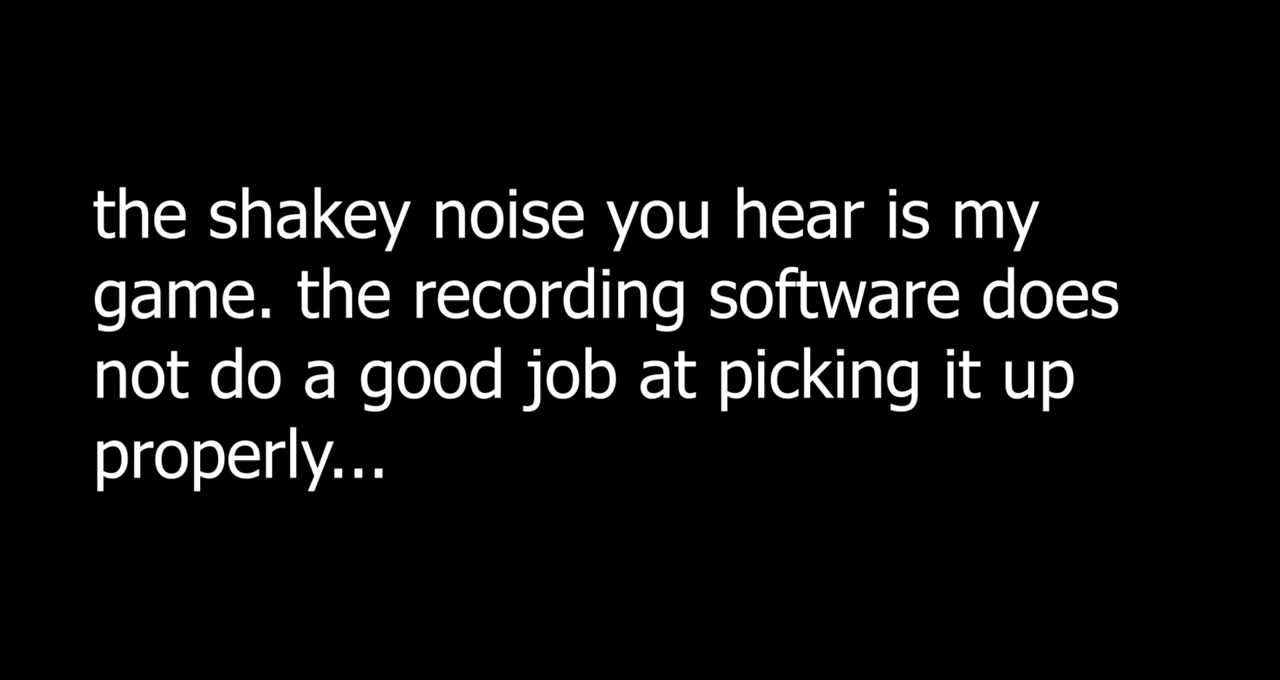 the shakey noise you hear is my
game. the recording software does
not do a good job at picking it up
properly...